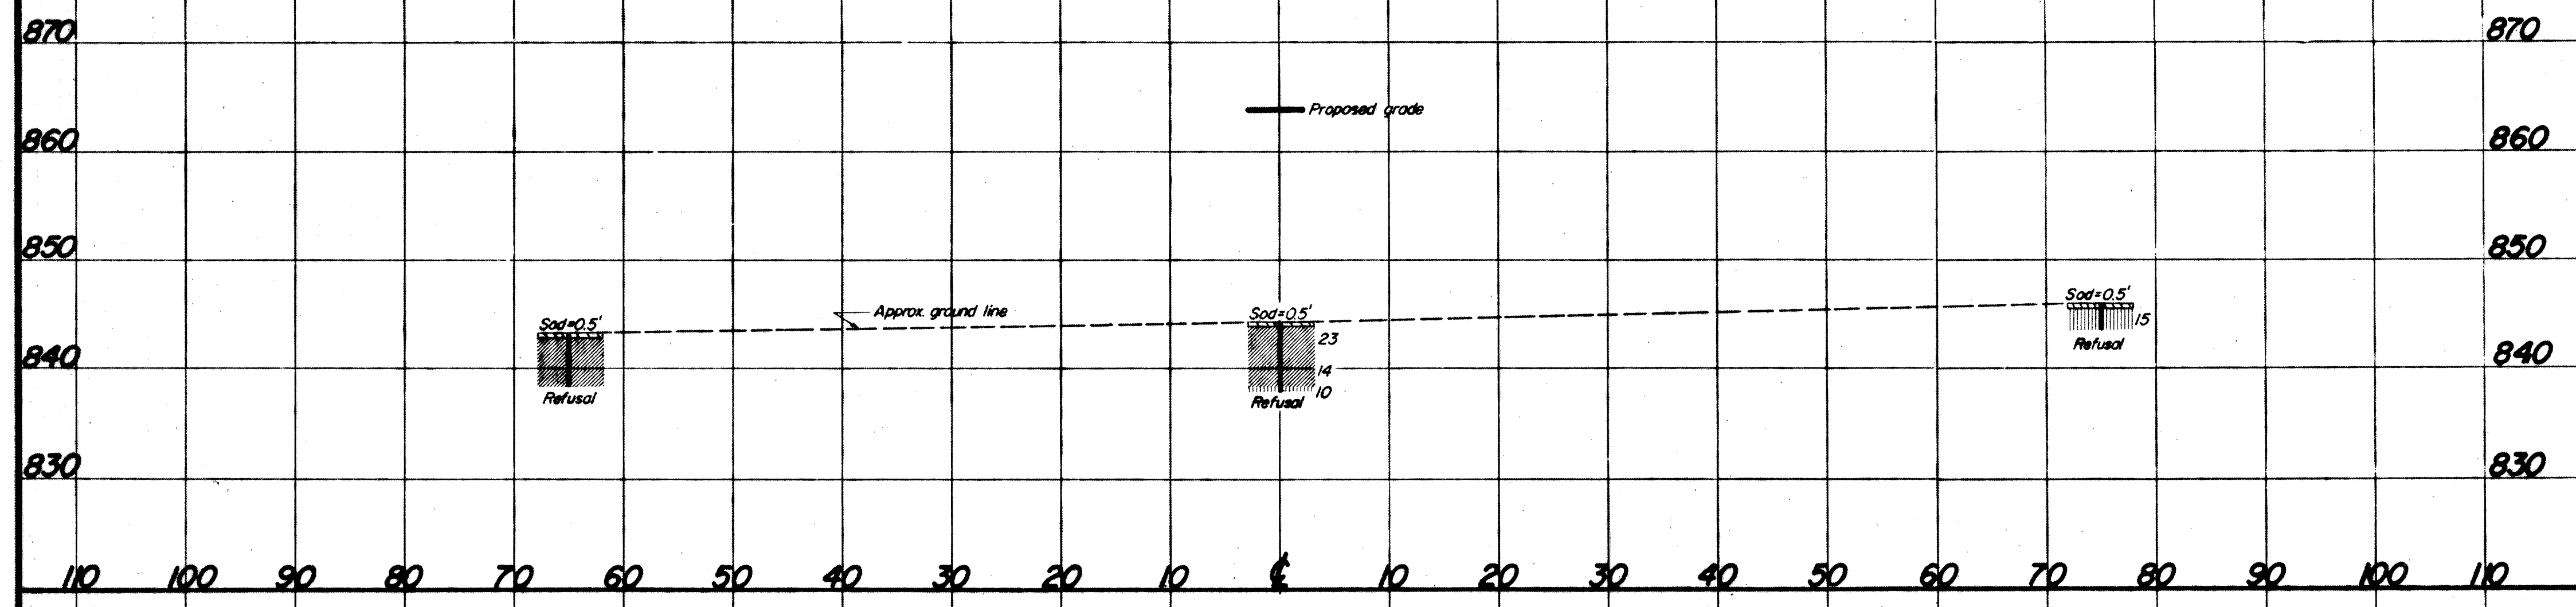 870 870
Proposed grade
860 860
850 850
Sod=0.5'
15
Refusal
Approx. ground line
Sod=0.5'
23
14
10
Refusal
Sod=0.5'
Refusal
840 840
830 830
110 100 90 80 70 60 50 40 30 20 10 ℄ 10 20 30 40 50 60 70 80 90 100 110